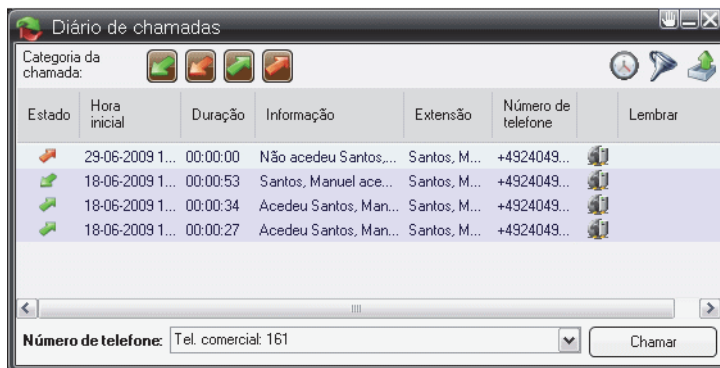 Diário de chamadas
Categoria da
chamada:
Estado Hora inicial Duração Informação Extensão Número de telefone Lembrar
29-06-2009 1... 00:00:00 Não acedeu Santos,... Santos, M... +4924049...
18-06-2009 1... 00:00:53 Santos, Manuel ace... Santos, M... +4924049...
18-06-2009 1... 00:00:34 Acedeu Santos, Man... Santos, M... +4924049...
18-06-2009 1... 00:00:27 Acedeu Santos, Man... Santos, M... +4924049...
Número de telefone: Tel. comercial: 161 Chamar